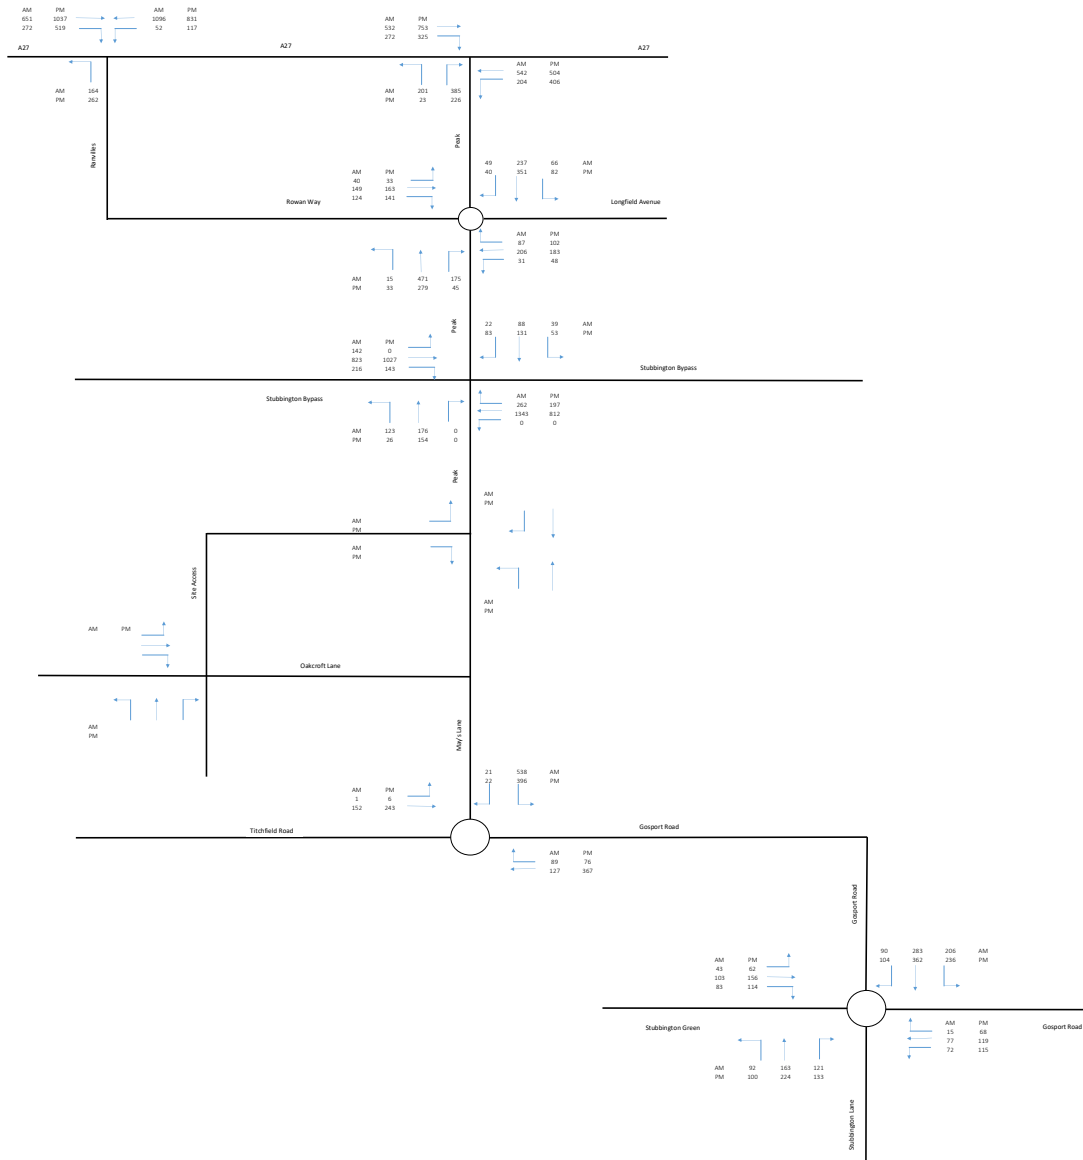 AM PM AM PM
651 1037 1096 831
272 519 52 117
A27 A27 A27
AM PM
532 753
272 325
AM PM
542 504
204 406
AM 164
PM 262
AM 201 385
PM 23 226
Ranvilles
Peak
AM PM
40 33
149 163
124 141
49 237 66 AM
40 351 82 PM
Rowan Way
Longfield Avenue
AM PM
87 102
206 183
31 48
AM 15 471 175
PM 33 279 45
Peak
22 88 39 AM
83 131 53 PM
AM PM
142 0
823 1027
216 143
Stubbington Bypass
Stubbington Bypass
AM PM
262 197
1343 812
0 0
AM 123 176 0
PM 26 154 0
Peak
AM
PM
AM
PM
AM
PM
Site Access
AM
PM
AM PM
Oakcroft Lane
AM
PM
May's Lane
21 538 AM
22 396 PM
AM PM
1 6
152 243
Titchfield Road
Gosport Road
AM PM
89 76
127 367
Gosport Road
90 283 206 AM
104 362 236 PM
AM PM
43 62
103 156
83 114
Stubbington Green
Gosport Road
AM PM
15 68
77 119
72 115
AM 92 163 121
PM 100 224 133
Stubbington Lane